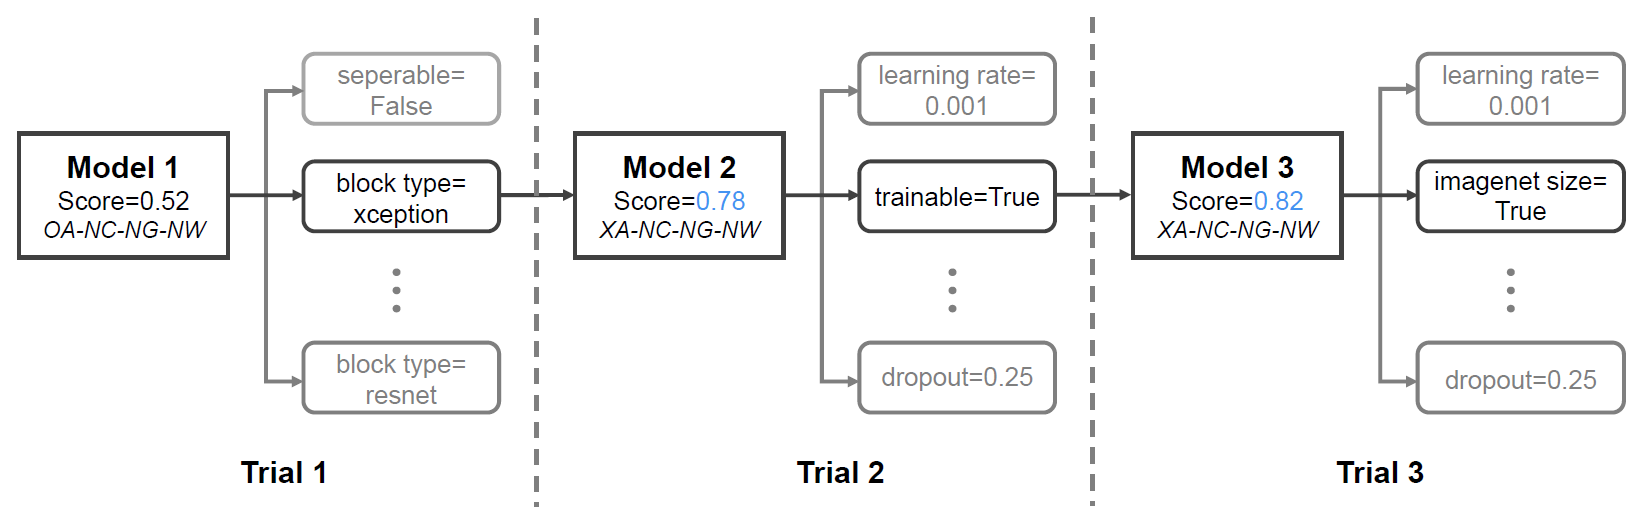 Model 1
Score=0.52
OA-NC-NG-NW
seperable=
False
block type=
xception
block type=
resnet
Trial 1
Model 2
Score=0.78
XA-NC-NG-NW
learning rate=
0.001
trainable=True
dropout=0.25
Trial 2
Model 3
Score=0.82
XA-NC-NG-NW
learning rate=
0.001
imagenet size=
True
dropout=0.25
Trial 3